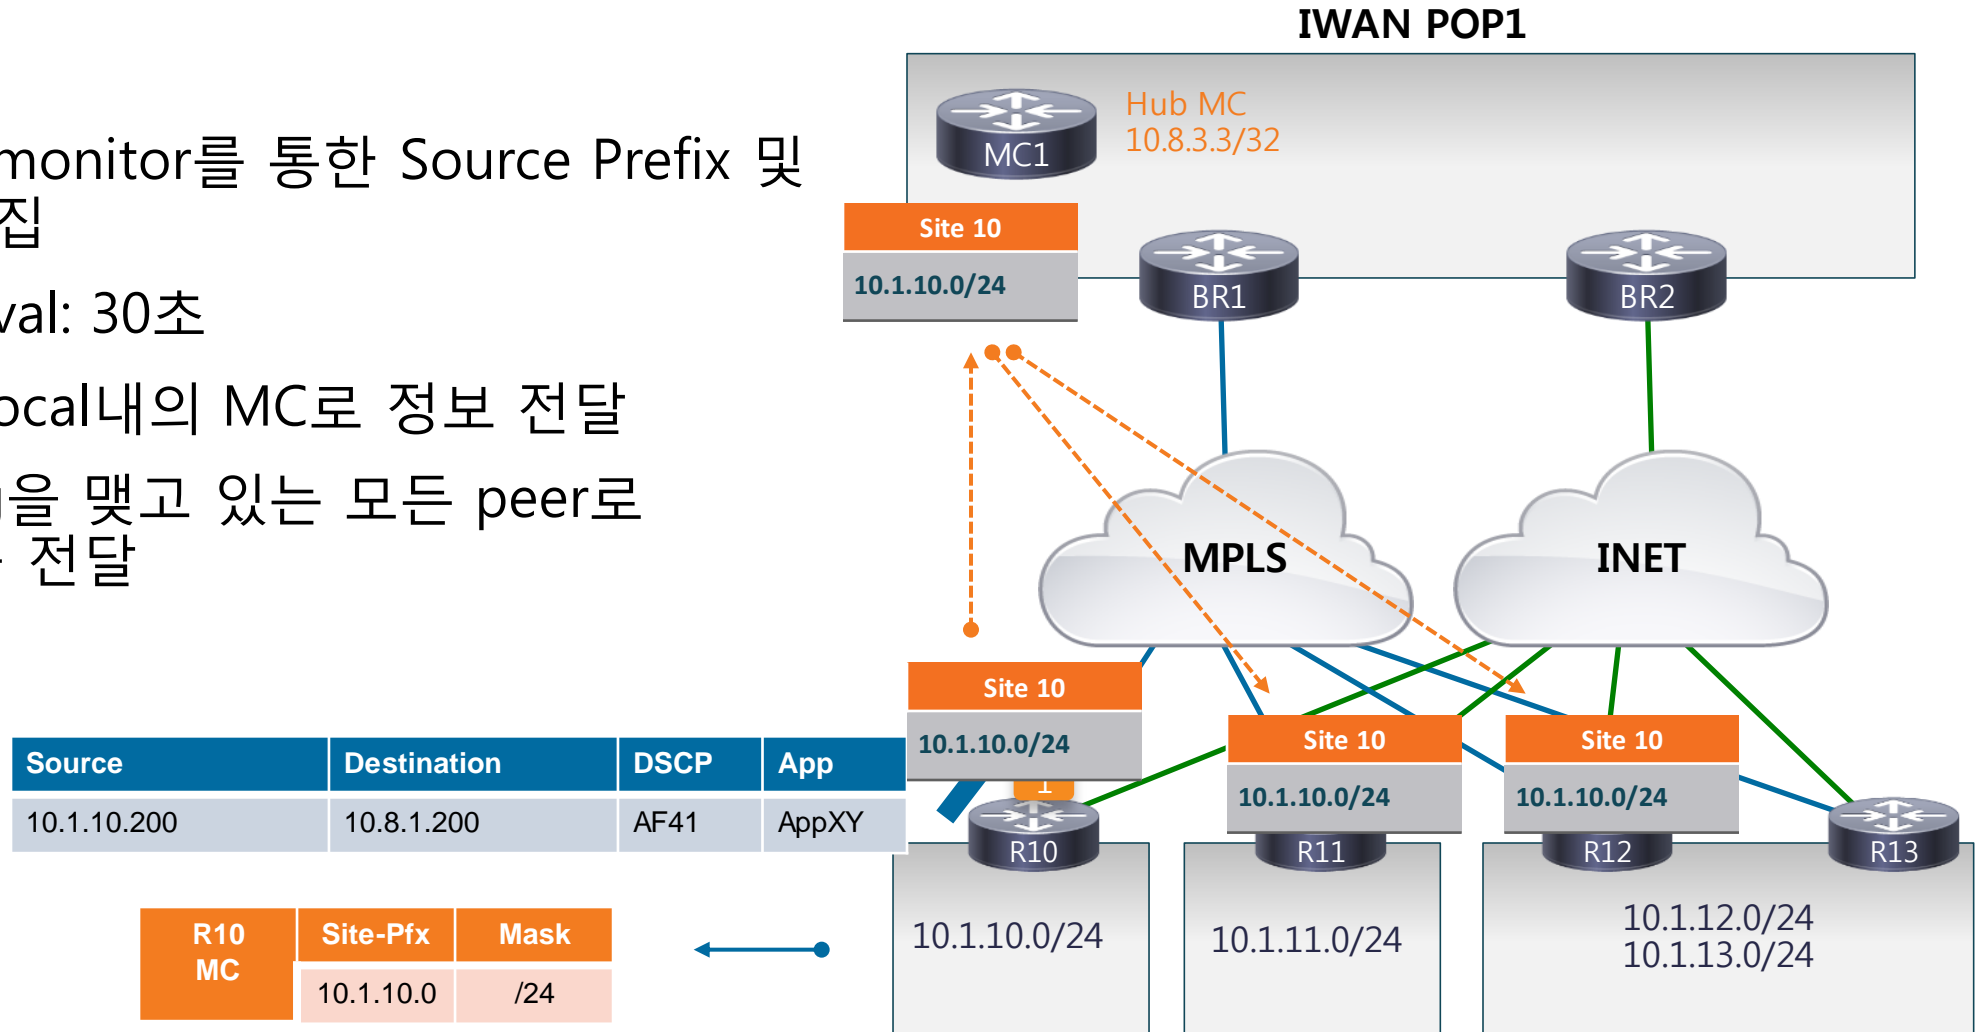 IWAN POP1
monitor를 통한 Source Prefix 및
집
val: 30초
ocal내의 MC로 정보 전달
을 맺고 있는 모든 peer로
전달
Hub MC
10.8.3.3/32
MC1
Site 10
10.1.10.0/24
BR1
BR2
MPLS
INET
Site 10
10.1.10.0/24
1
Site 10
10.1.10.0/24
Site 10
10.1.10.0/24
Source Destination DSCP App
10.1.10.200 10.8.1.200 AF41 AppXY
R10
R11
R12
R13
R10 MC Site-Pfx Mask
10.1.10.0 /24
10.1.10.0/24
10.1.11.0/24
10.1.12.0/24
10.1.13.0/24